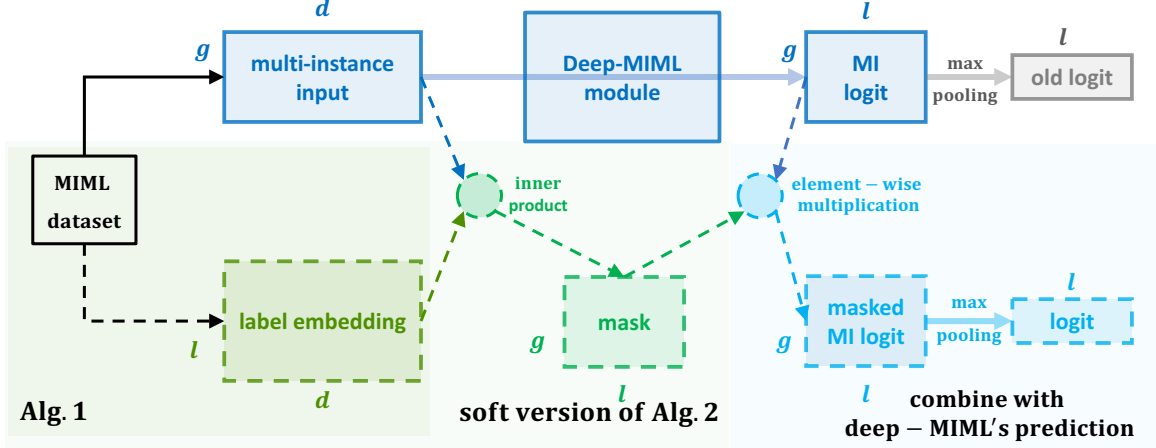 d
l
l
g
multi-instance
input
Deep-MIML
module
g
MI
logit
max
pooling
old logit
MIML
dataset
inner
product
element − wise
multiplication
label embedding
l
d
g
mask
l
g
masked
MI logit
l
max
pooling
l
logit
Alg. 1
soft version of Alg. 2
combine with
deep − MIML′s prediction